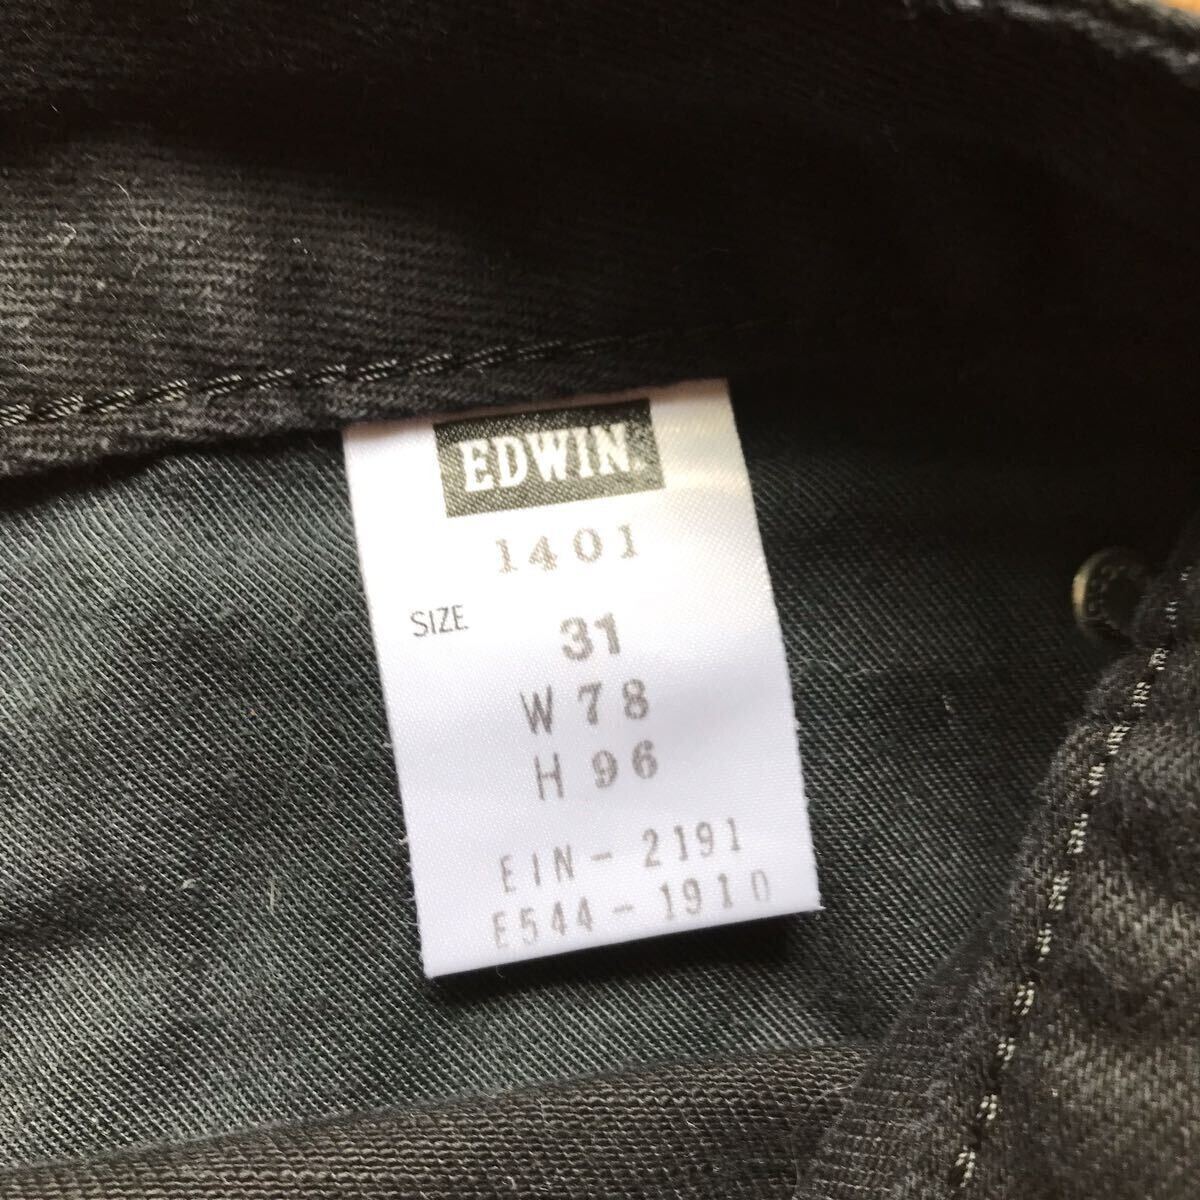 EDWIN
1401
SIZE 31
W 78
H 96
EIN-2191
E544-1910